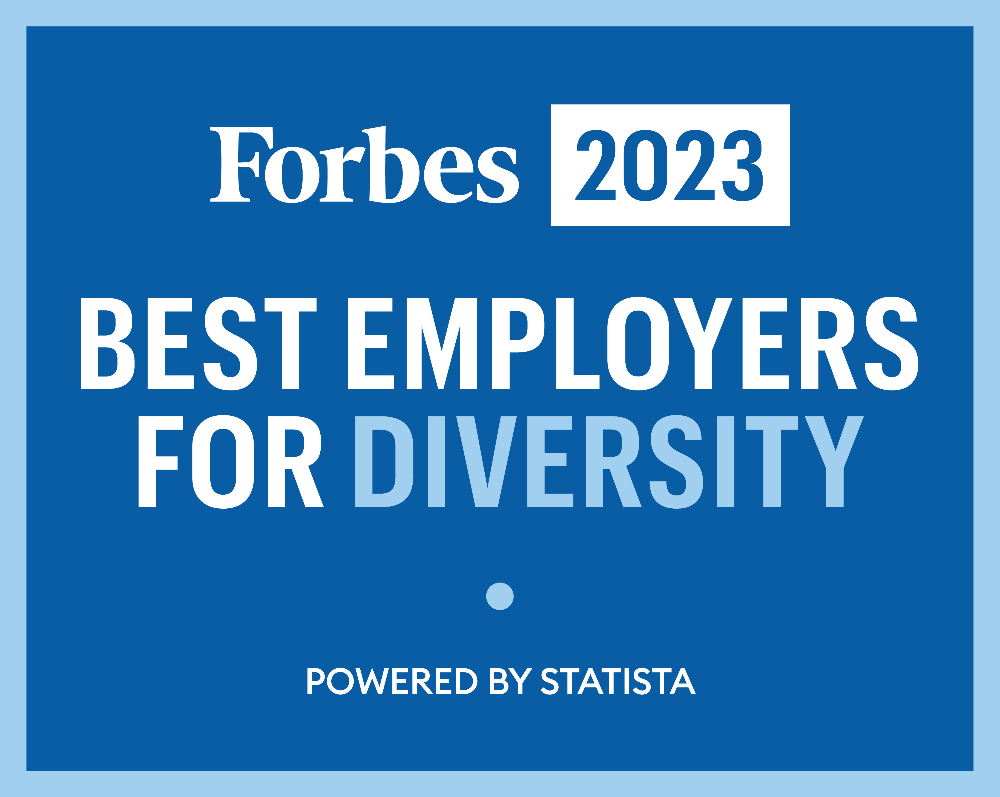 Forbes 2023
BEST EMPLOYERS
FOR DIVERSITY
POWERED BY STATISTA